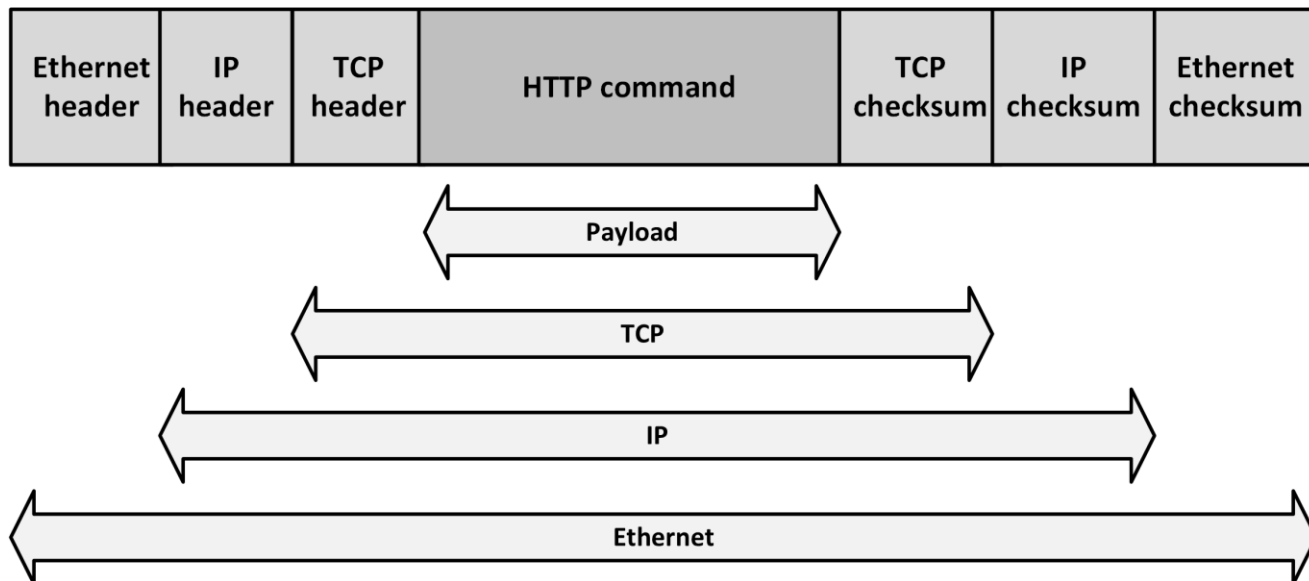 Ethernet
header
IP
header
TCP
header
HTTP command
TCP
checksum
IP
checksum
Ethernet
checksum
Payload
TCP
IP
Ethernet